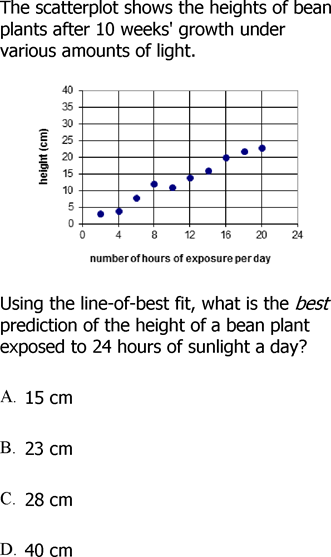 The scatterplot shows the heights of bean
plants after 10 weeks' growth under
various amounts of light.
40
35
30
25
20
15
10
5
0
height (cm)
0 4 8 12 16 20 24
number of hours of exposure per day
Using the line-of-best fit, what is the best
prediction of the height of a bean plant
exposed to 24 hours of sunlight a day?
A. 15 cm
B. 23 cm
C. 28 cm
D. 40 cm